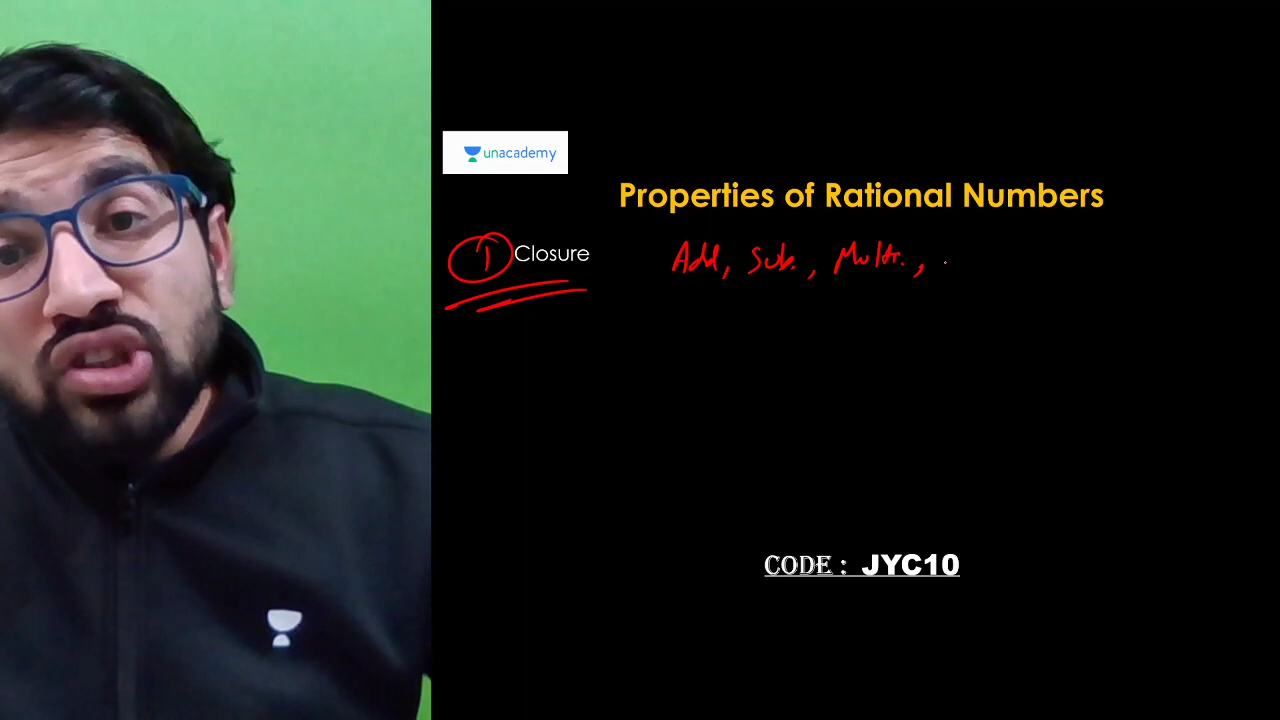 unacademy
Properties of Rational Numbers
1 Closure Add, Sub., Multi.,
CODE : JYC10